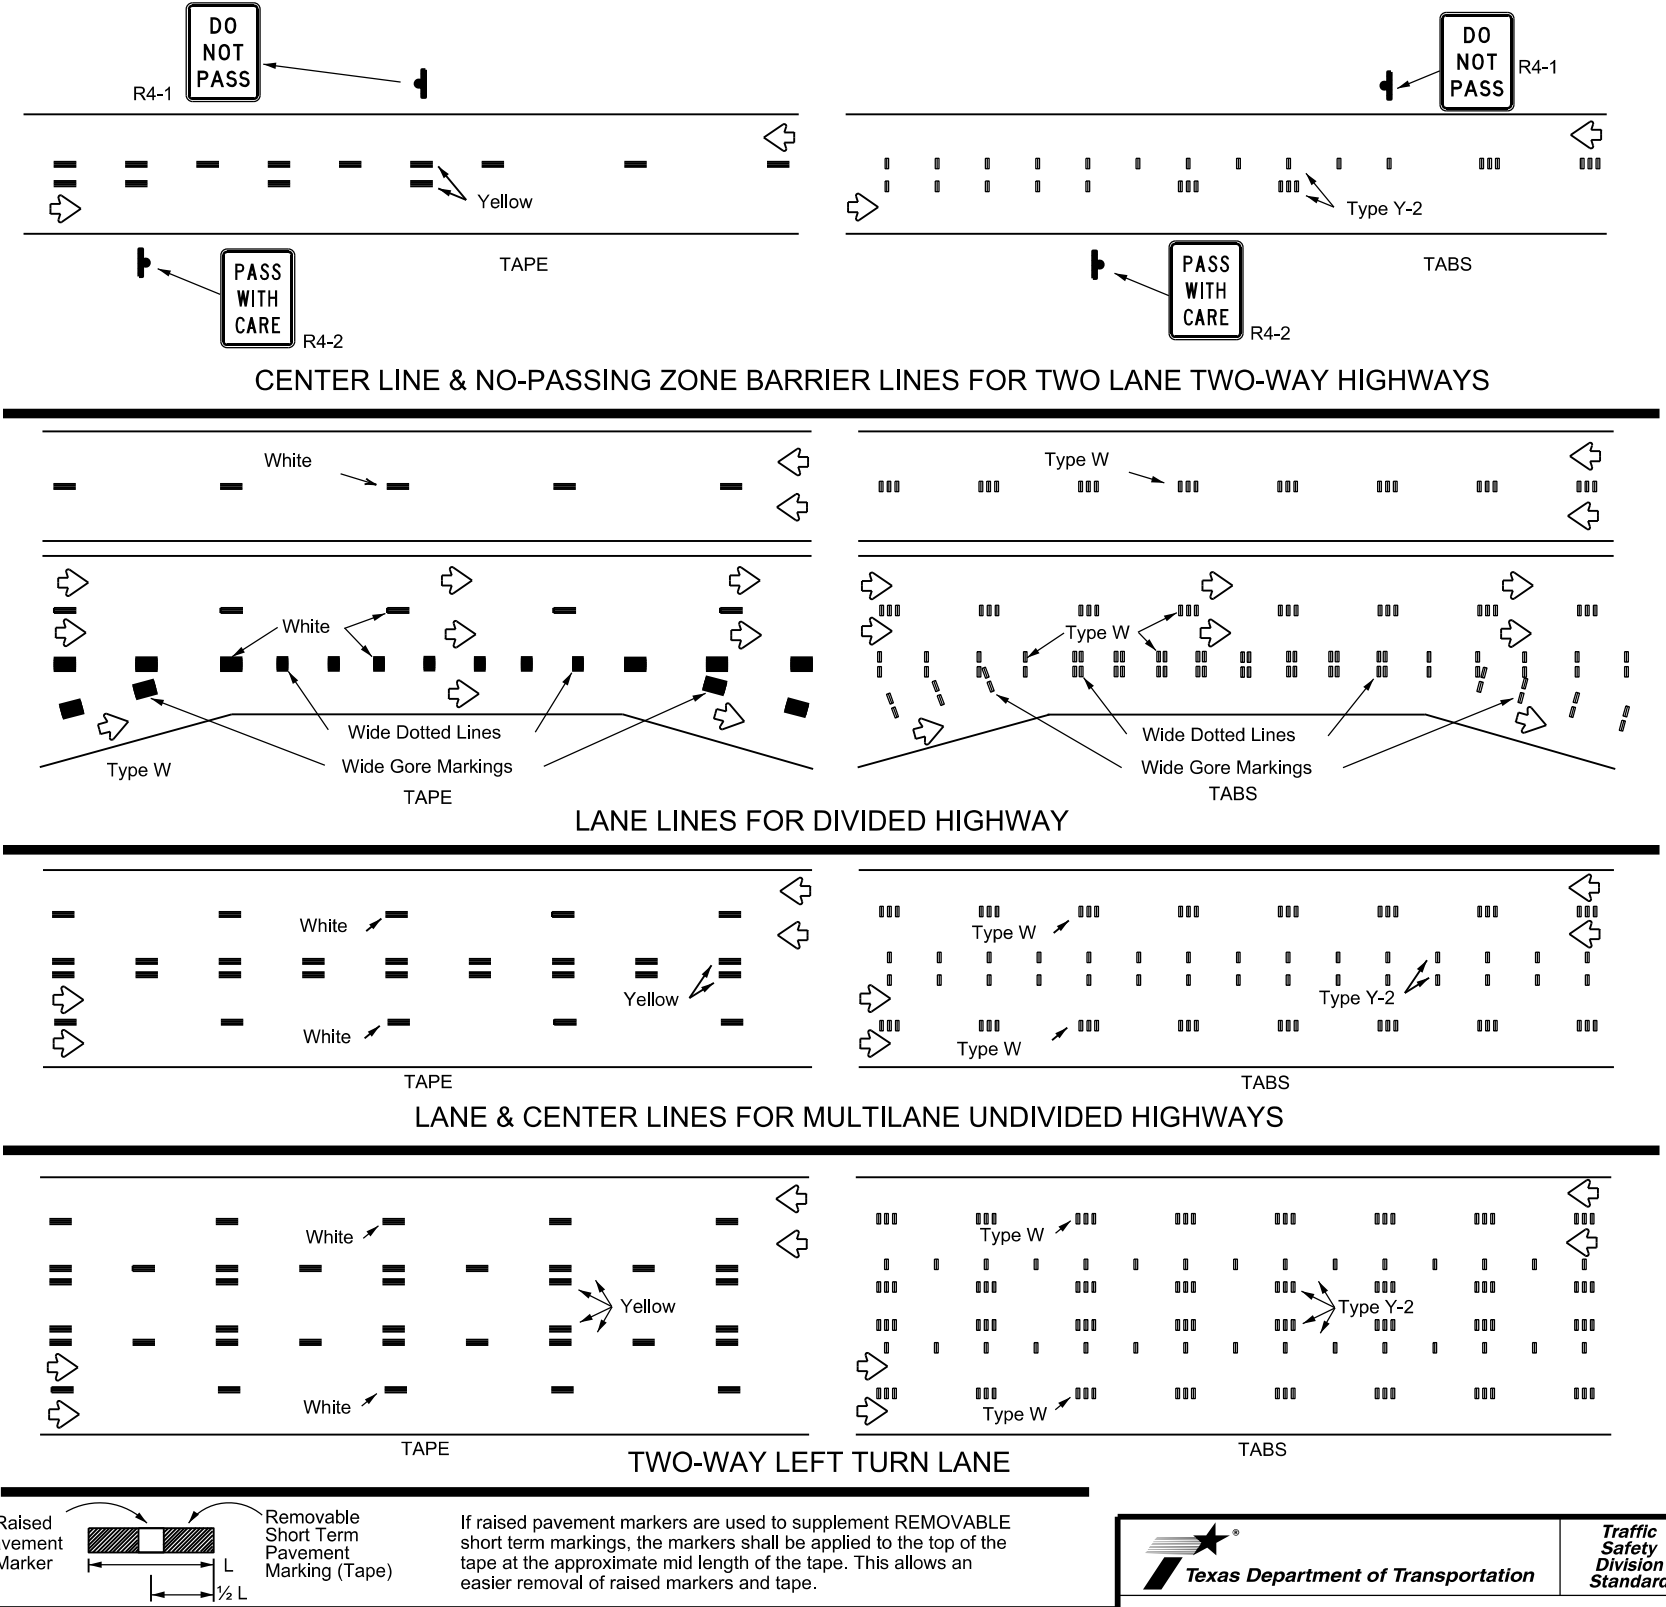 DO
NOT
PASS
R4-1
Yellow
TAPE
PASS
WITH
CARE
R4-2
DO
NOT
PASS
R4-1
Type Y-2
TABS
PASS
WITH
CARE
R4-2
CENTER LINE & NO-PASSING ZONE BARRIER LINES FOR TWO LANE TWO-WAY HIGHWAYS
White
White
Wide Dotted Lines
Type W
Wide Gore Markings
TAPE
Type W
Type W
Wide Dotted Lines
Wide Gore Markings
TABS
LANE LINES FOR DIVIDED HIGHWAY
White
Yellow
White
TAPE
Type W
Type Y-2
Type W
TABS
LANE & CENTER LINES FOR MULTILANE UNDIVIDED HIGHWAYS
White
Yellow
White
TAPE
Type W
Type Y-2
Type W
TABS
TWO-WAY LEFT TURN LANE
Raised
vement
Marker
L
½ L
Removable
Short Term
Pavement
Marking (Tape)
If raised pavement markers are used to supplement REMOVABLE
short term markings, the markers shall be applied to the top of the
tape at the approximate mid length of the tape. This allows an
easier removal of raised markers and tape.
®
Texas Department of Transportation
Traffic
Safety
Division
Standard